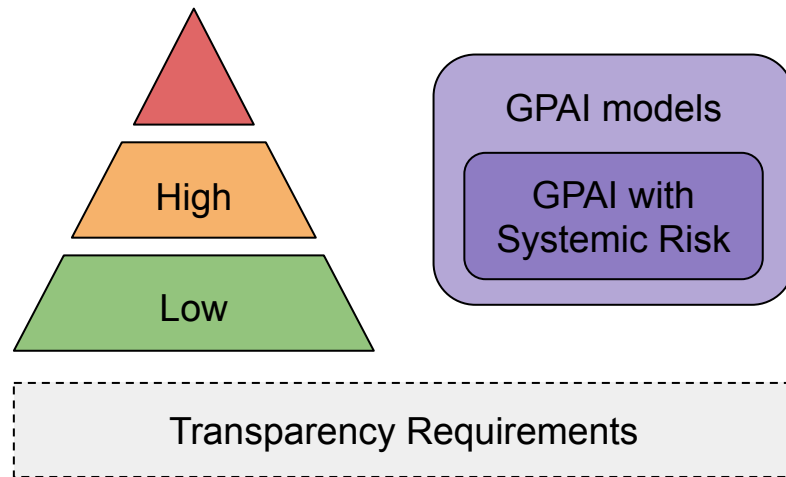 High
Low
GPAI models
GPAI with
Systemic Risk
Transparency Requirements